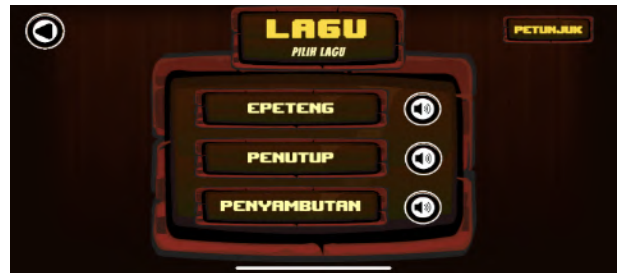 LAGU
PILIH LAGU
PETUNJUK
EPETENG
PENUTUP
PENYAMBUTAN